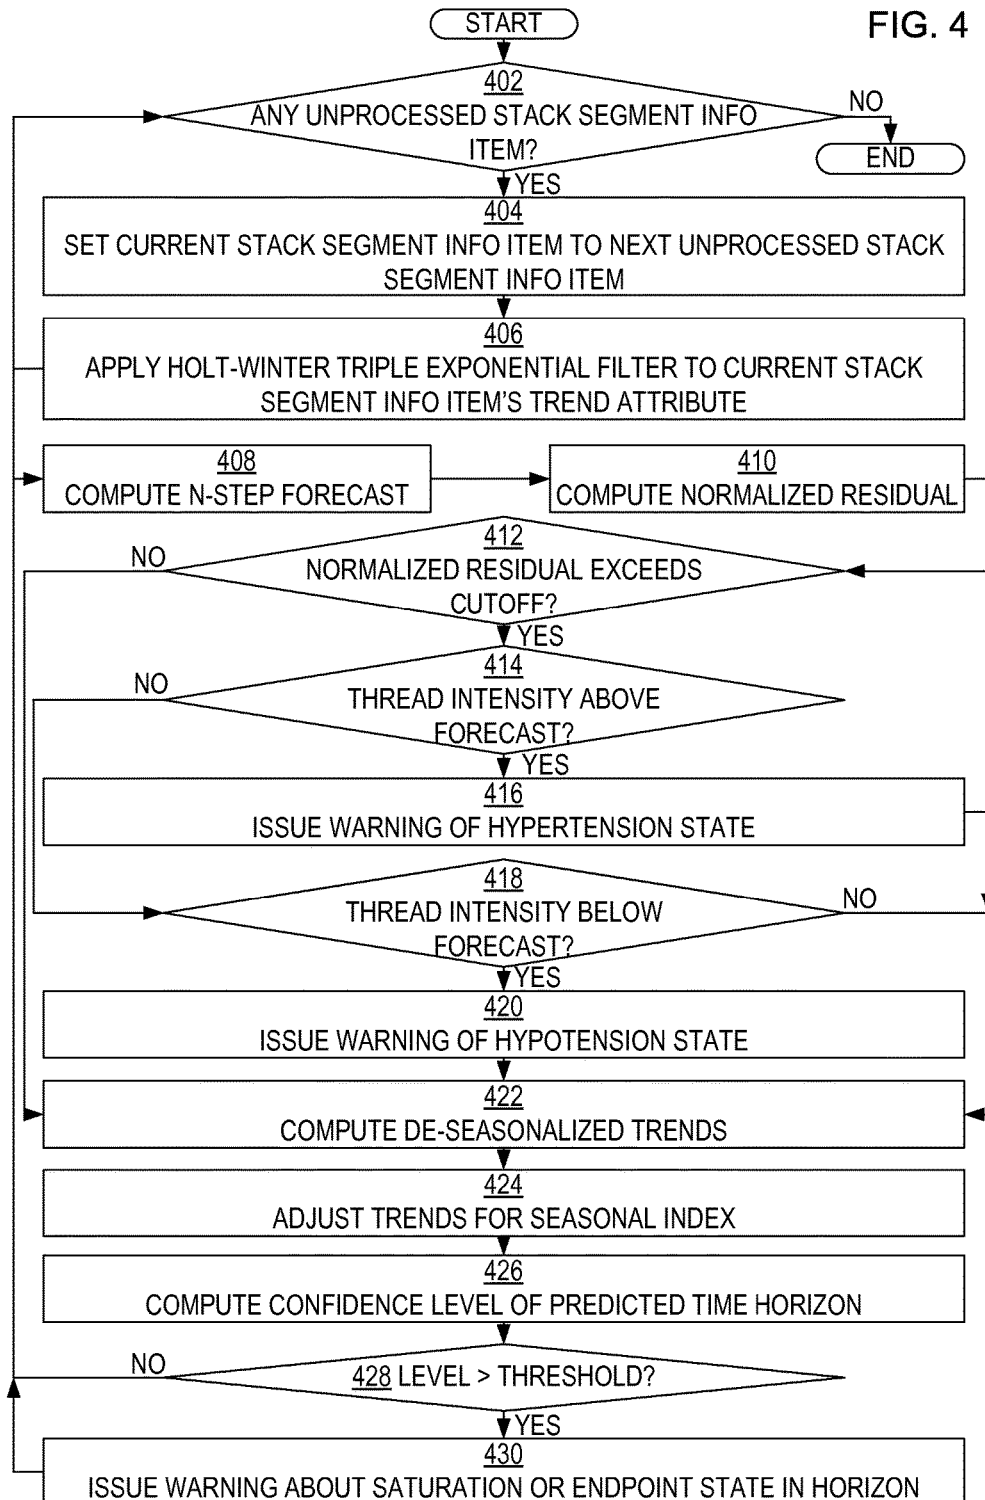 START
FIG. 4
402
ANY UNPROCESSED STACK SEGMENT INFO
ITEM?
NO
END
YES
404
SET CURRENT STACK SEGMENT INFO ITEM TO NEXT UNPROCESSED STACK
SEGMENT INFO ITEM
406
APPLY HOLT-WINTER TRIPLE EXPONENTIAL FILTER TO CURRENT STACK
SEGMENT INFO ITEM'S TREND ATTRIBUTE
408
COMPUTE N-STEP FORECAST
410
COMPUTE NORMALIZED RESIDUAL
412
NORMALIZED RESIDUAL EXCEEDS
CUTOFF?
NO
YES
414
THREAD INTENSITY ABOVE
FORECAST?
NO
YES
416
ISSUE WARNING OF HYPERTENSION STATE
418
THREAD INTENSITY BELOW
FORECAST?
NO
YES
420
ISSUE WARNING OF HYPOTENSION STATE
422
COMPUTE DE-SEASONALIZED TRENDS
424
ADJUST TRENDS FOR SEASONAL INDEX
426
COMPUTE CONFIDENCE LEVEL OF PREDICTED TIME HORIZON
NO
428 LEVEL > THRESHOLD?
YES
430
ISSUE WARNING ABOUT SATURATION OR ENDPOINT STATE IN HORIZON